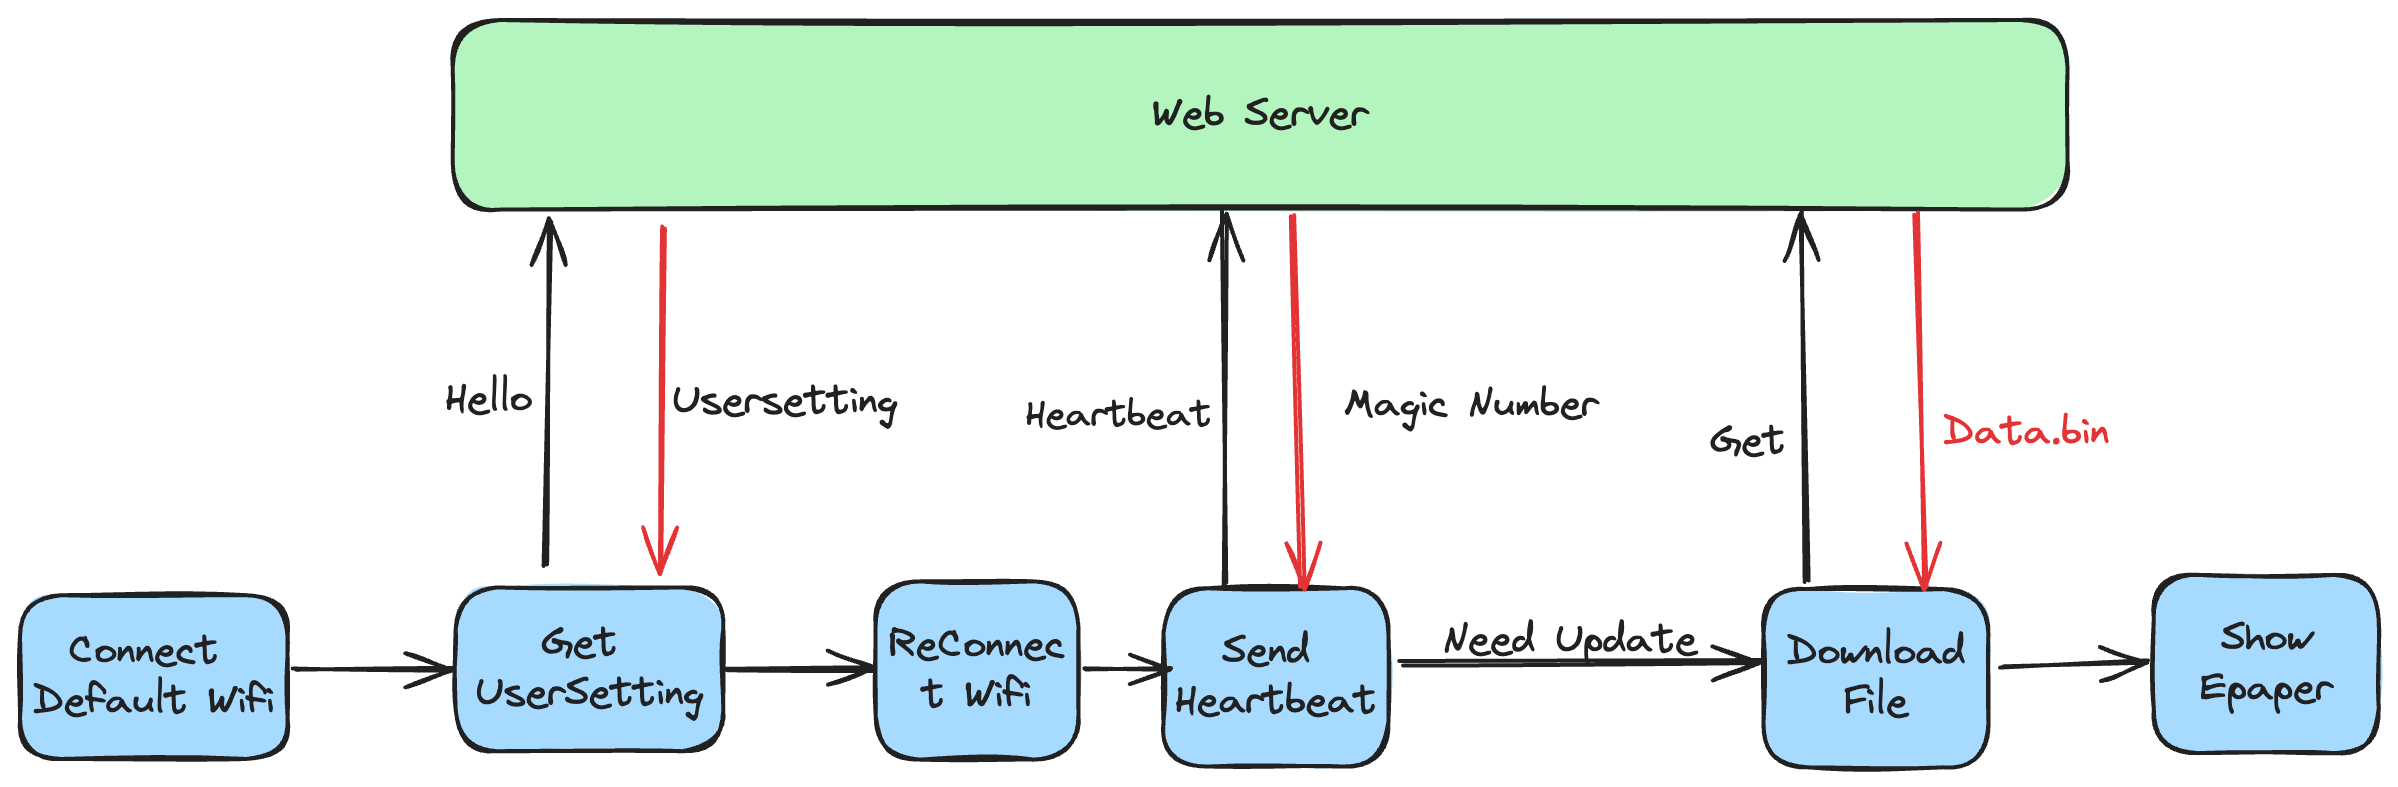 Web Server
Hello
Usersetting
Heartbeat
Magic Number
Get
Data.bin
Connect
Default Wifi
Get
UserSetting
ReConnec
t Wifi
Send
Heartbeat
Need Update
Download
File
Show
Epaper